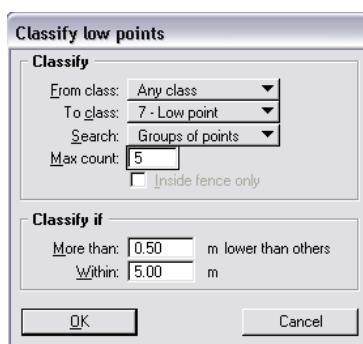 Classify low points
Classify
From class: Any class
To class: 7 - Low point
Search: Groups of points
Max count: 5
Inside fence only
Classify if
More than: 0.50 m lower than others
Within: 5.00 m
OK Cancel